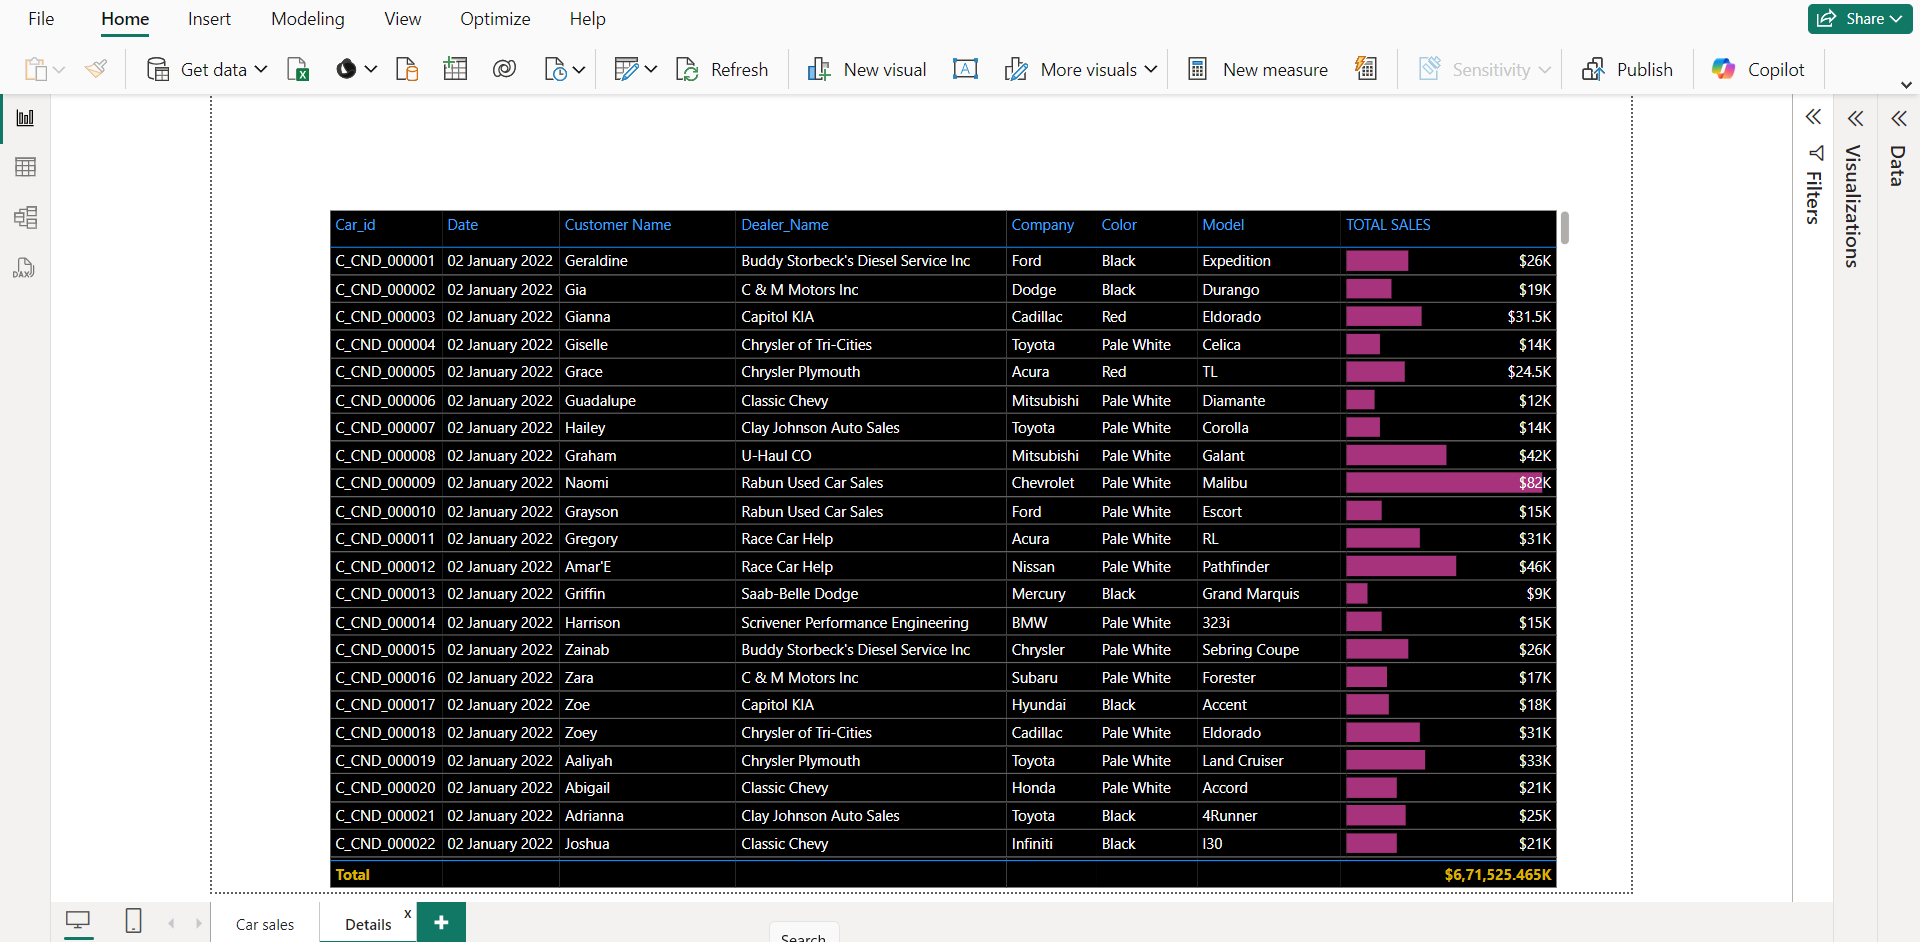 File Home Insert Modeling View Optimize Help Share
Get data Refresh New visual More visuals New measure Sensitivity Publish Copilot
Filters
Visualizations
Data
Car_id Date Customer Name Dealer_Name Company Color Model TOTAL SALES
C_CND_000001 02 January 2022 Geraldine Buddy Storbeck's Diesel Service Inc Ford Black Expedition $26K
C_CND_000002 02 January 2022 Gia C & M Motors Inc Dodge Black Durango $19K
C_CND_000003 02 January 2022 Gianna Capitol KIA Cadillac Red Eldorado $31.5K
C_CND_000004 02 January 2022 Giselle Chrysler of Tri-Cities Toyota Pale White Celica $14K
C_CND_000005 02 January 2022 Grace Chrysler Plymouth Acura Red TL $24.5K
C_CND_000006 02 January 2022 Guadalupe Classic Chevy Mitsubishi Pale White Diamante $12K
C_CND_000007 02 January 2022 Hailey Clay Johnson Auto Sales Toyota Pale White Corolla $14K
C_CND_000008 02 January 2022 Graham U-Haul CO Mitsubishi Pale White Galant $42K
C_CND_000009 02 January 2022 Naomi Rabun Used Car Sales Chevrolet Pale White Malibu $82K
C_CND_000010 02 January 2022 Grayson Rabun Used Car Sales Ford Pale White Escort $15K
C_CND_000011 02 January 2022 Gregory Race Car Help Acura Pale White RL $31K
C_CND_000012 02 January 2022 Amar'E Race Car Help Nissan Pale White Pathfinder $46K
C_CND_000013 02 January 2022 Griffin Saab-Belle Dodge Mercury Black Grand Marquis $9K
C_CND_000014 02 January 2022 Harrison Scrivener Performance Engineering BMW Pale White 323i $15K
C_CND_000015 02 January 2022 Zainab Buddy Storbeck's Diesel Service Inc Chrysler Pale White Sebring Coupe $26K
C_CND_000016 02 January 2022 Zara C & M Motors Inc Subaru Pale White Forester $17K
C_CND_000017 02 January 2022 Zoe Capitol KIA Hyundai Black Accent $18K
C_CND_000018 02 January 2022 Zoey Chrysler of Tri-Cities Cadillac Pale White Eldorado $31K
C_CND_000019 02 January 2022 Aaliyah Chrysler Plymouth Toyota Pale White Land Cruiser $33K
C_CND_000020 02 January 2022 Abigail Classic Chevy Honda Pale White Accord $21K
C_CND_000021 02 January 2022 Adrianna Clay Johnson Auto Sales Toyota Black 4Runner $25K
C_CND_000022 02 January 2022 Joshua Classic Chevy Infiniti Black I30 $21K
Total $6,71,525.465K
Car sales Details x +
Search